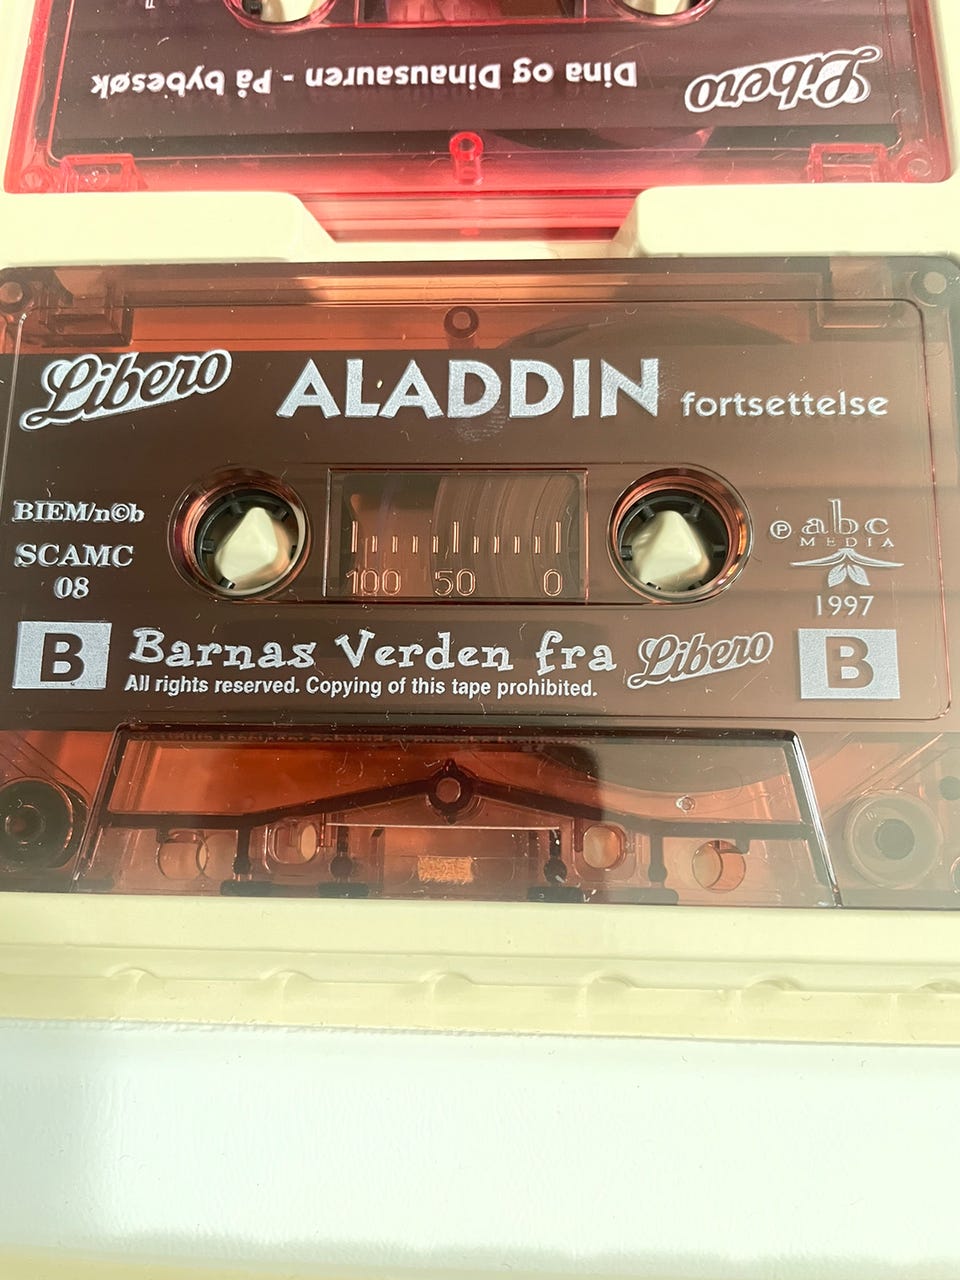 Dina og Dinausauren - På bybesøk
Libero
Libero
ALADDIN fortsettelse
BIEM/n©b
SCAMC
08
100 50 0
℗ abc
MEDIA
1997
B
Barnas Verden fra Libero
B
All rights reserved. Copying of this tape prohibited.